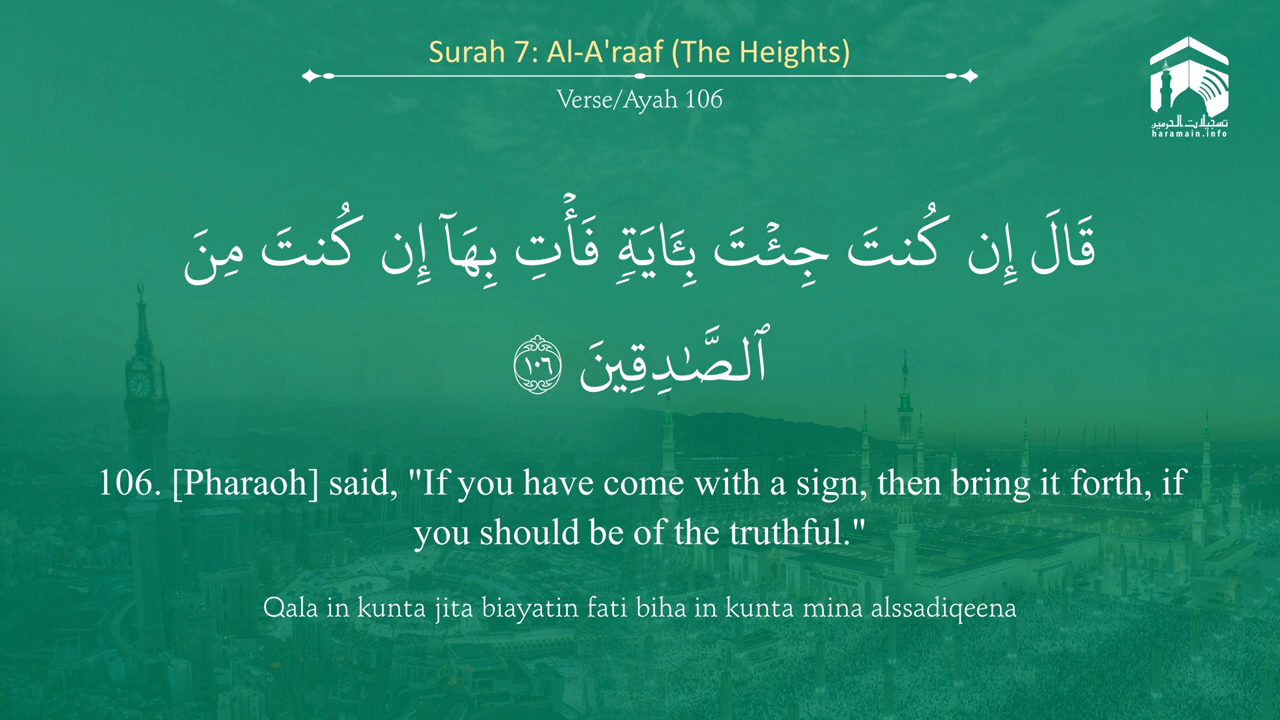 Surah 7: Al-A'raaf (The Heights)
Verse/Ayah 106
تسجيلات الحرمين
haramain.info
قَالَ إِن كُنتَ جِئۡتَ بِـَٔايَةٖ فَأۡتِ بِهَآ إِن كُنتَ مِنَ
ٱلصَّـٰدِقِينَ ١٠٦
106. [Pharaoh] said, "If you have come with a sign, then bring it forth, if
you should be of the truthful."
Qala in kunta jita biayatin fati biha in kunta mina alssadiqeena